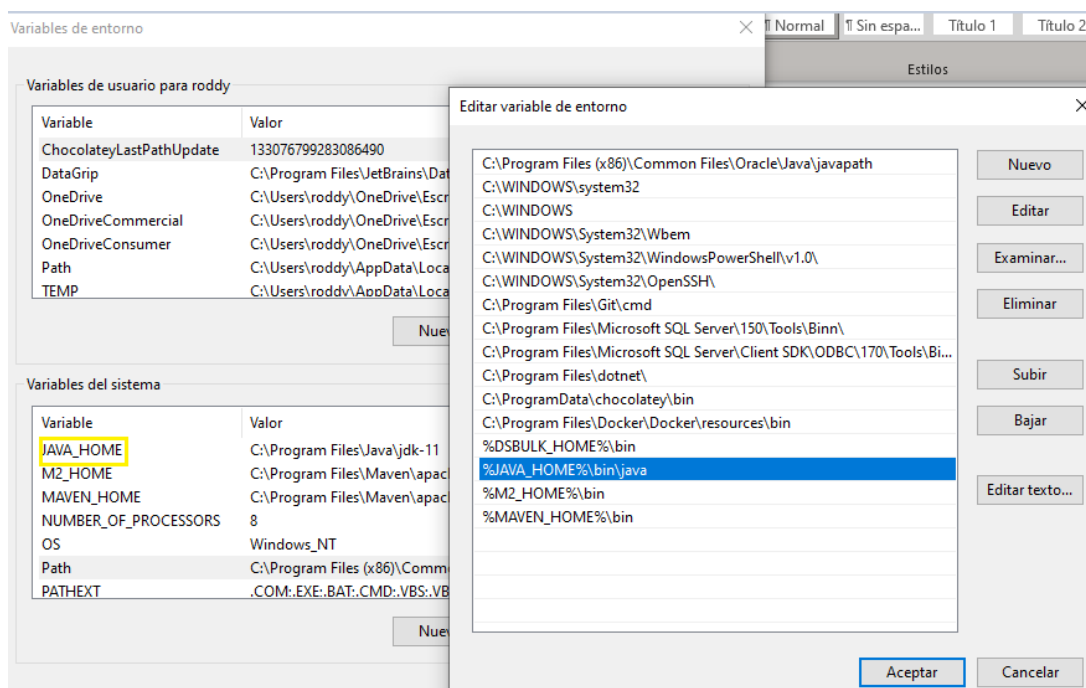 Variables de entorno
¶ Normal
¶ Sin espa...
Título 1
Título 2
Estilos
Variables de usuario para roddy
Variable Valor
ChocolateyLastPathUpdate 133076799283086490
DataGrip C:\Program Files\JetBrains\Dat
OneDrive C:\Users\roddy\OneDrive\Escr
OneDriveCommercial C:\Users\roddy\OneDrive\Escr
OneDriveConsumer C:\Users\roddy\OneDrive\Escr
Path C:\Users\roddy\AppData\Loca
TEMP C:\Users\roddy\AppData\Loca
Nuev
Variables del sistema
Variable Valor
JAVA_HOME C:\Program Files\Java\jdk-11
M2_HOME C:\Program Files\Maven\apac
MAVEN_HOME C:\Program Files\Maven\apac
NUMBER_OF_PROCESSORS 8
OS Windows_NT
Path C:\Program Files (x86)\Comm
PATHEXT .COM;.EXE;.BAT;.CMD;.VBS;.VB
Nuev
Editar variable de entorno
C:\Program Files (x86)\Common Files\Oracle\Java\javapath
C:\WINDOWS\system32
C:\WINDOWS
C:\WINDOWS\System32\Wbem
C:\WINDOWS\System32\WindowsPowerShell\v1.0\
C:\WINDOWS\System32\OpenSSH\
C:\Program Files\Git\cmd
C:\Program Files\Microsoft SQL Server\150\Tools\Binn\
C:\Program Files\Microsoft SQL Server\Client SDK\ODBC\170\Tools\Bi...
C:\Program Files\dotnet\
C:\ProgramData\chocolatey\bin
C:\Program Files\Docker\Docker\resources\bin
%DSBULK_HOME%\bin
%JAVA_HOME%\bin\java
%M2_HOME%\bin
%MAVEN_HOME%\bin
Nuevo
Editar
Examinar...
Eliminar
Subir
Bajar
Editar texto...
Aceptar
Cancelar